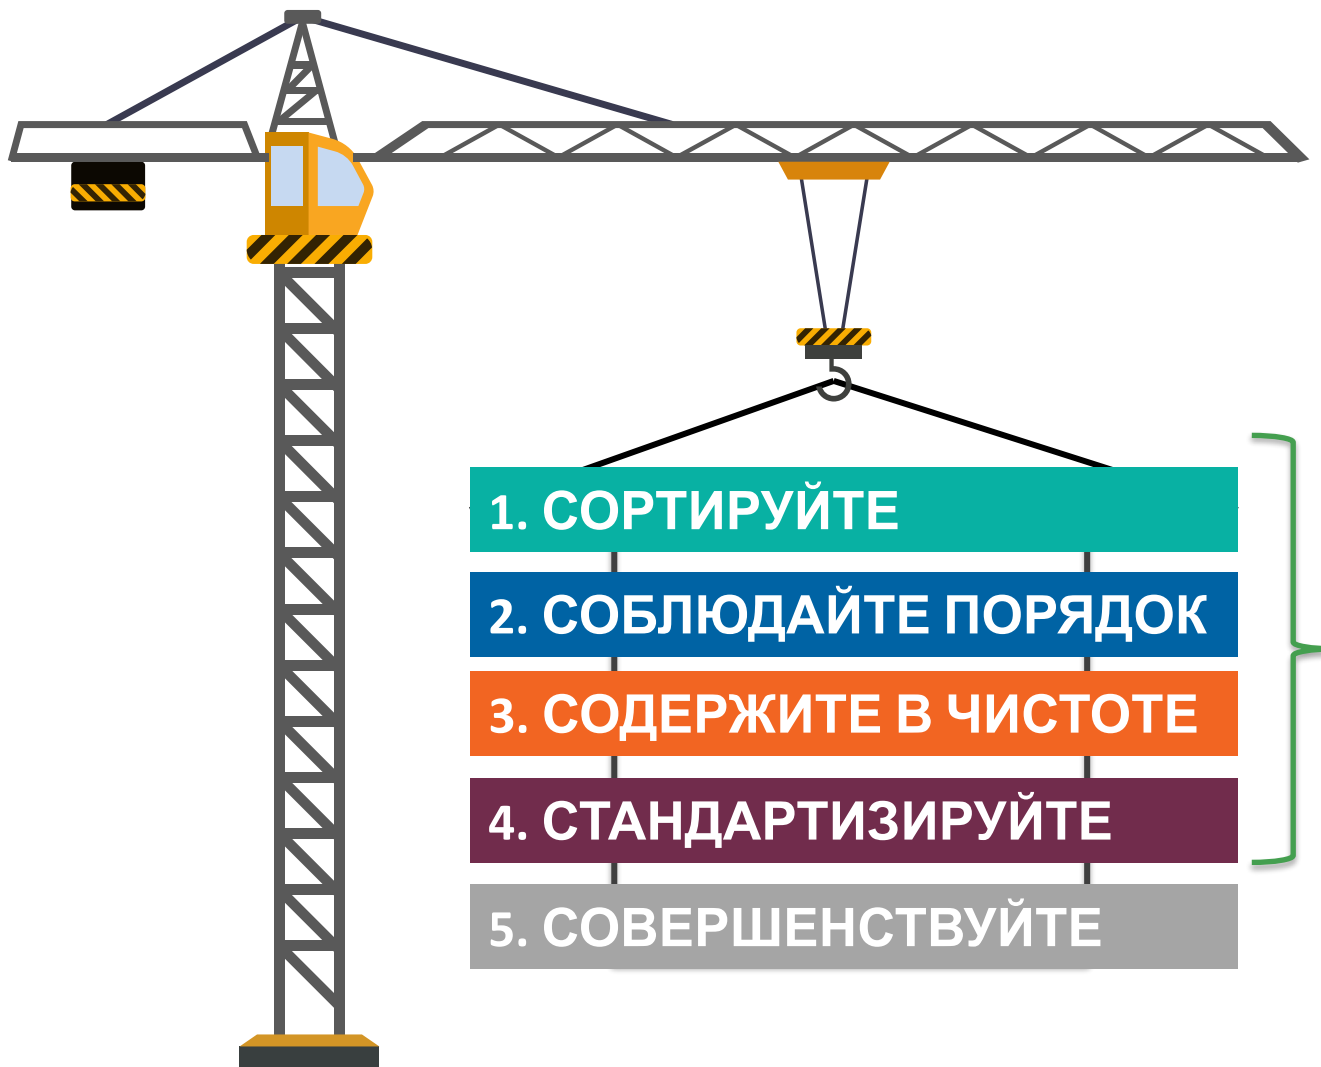 1. СОРТИРУЙТЕ
2. СОБЛЮДАЙТЕ ПОРЯДОК
3. СОДЕРЖИТЕ В ЧИСТОТЕ
4. СТАНДАРТИЗИРУЙТЕ
5. СОВЕРШЕНСТВУЙТЕ